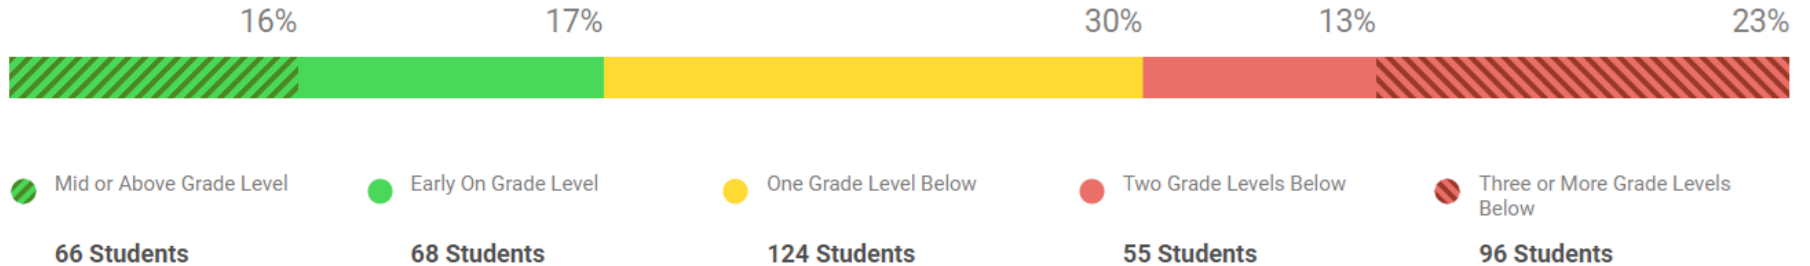 16%
17%
30%
13%
23%
Mid or Above Grade Level
Early On Grade Level
One Grade Level Below
Two Grade Levels Below
Three or More Grade Levels
Below
66 Students
68 Students
124 Students
55 Students
96 Students